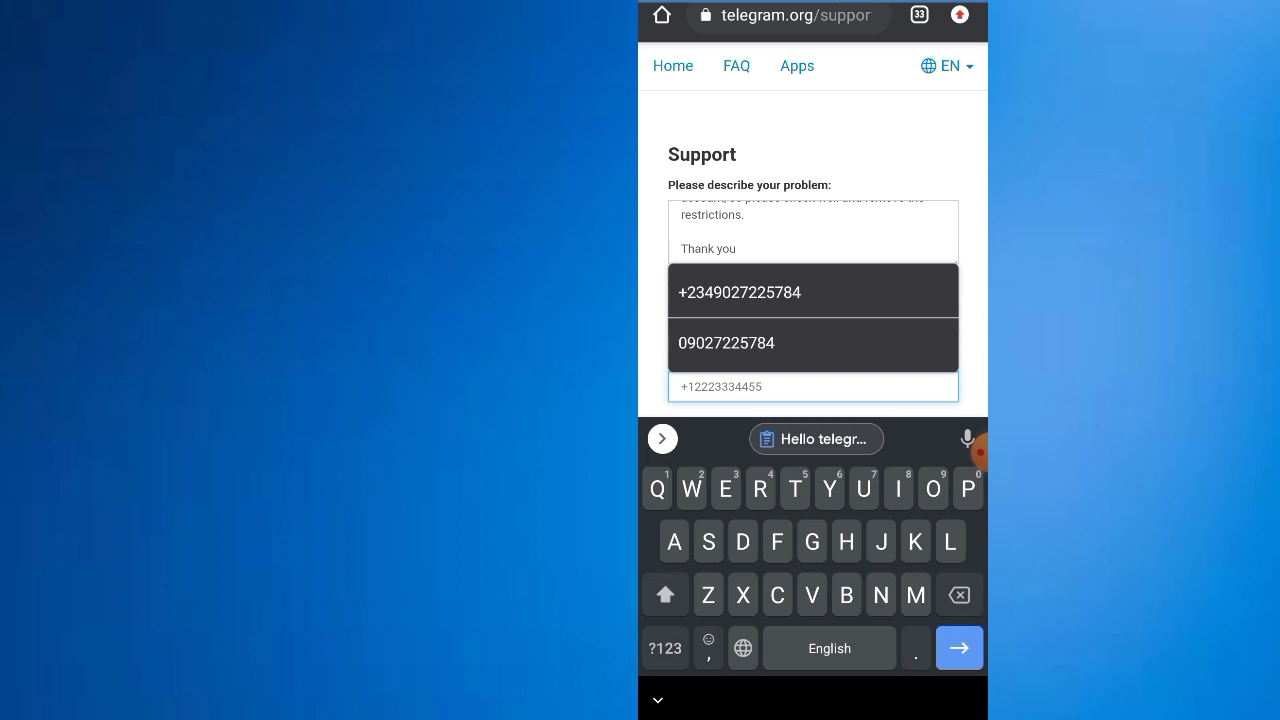 telegram.org/suppor
33
Home FAQ Apps EN
Support
Please describe your problem:
restrictions.
Thank you
+2349027225784
09027225784
+12223334455
Hello telegr...
1 2 3 4 5 6 7 8 9 0
Q W E R T Y U I O P
A S D F G H J K L
Z X C V B N M
?123 , English .